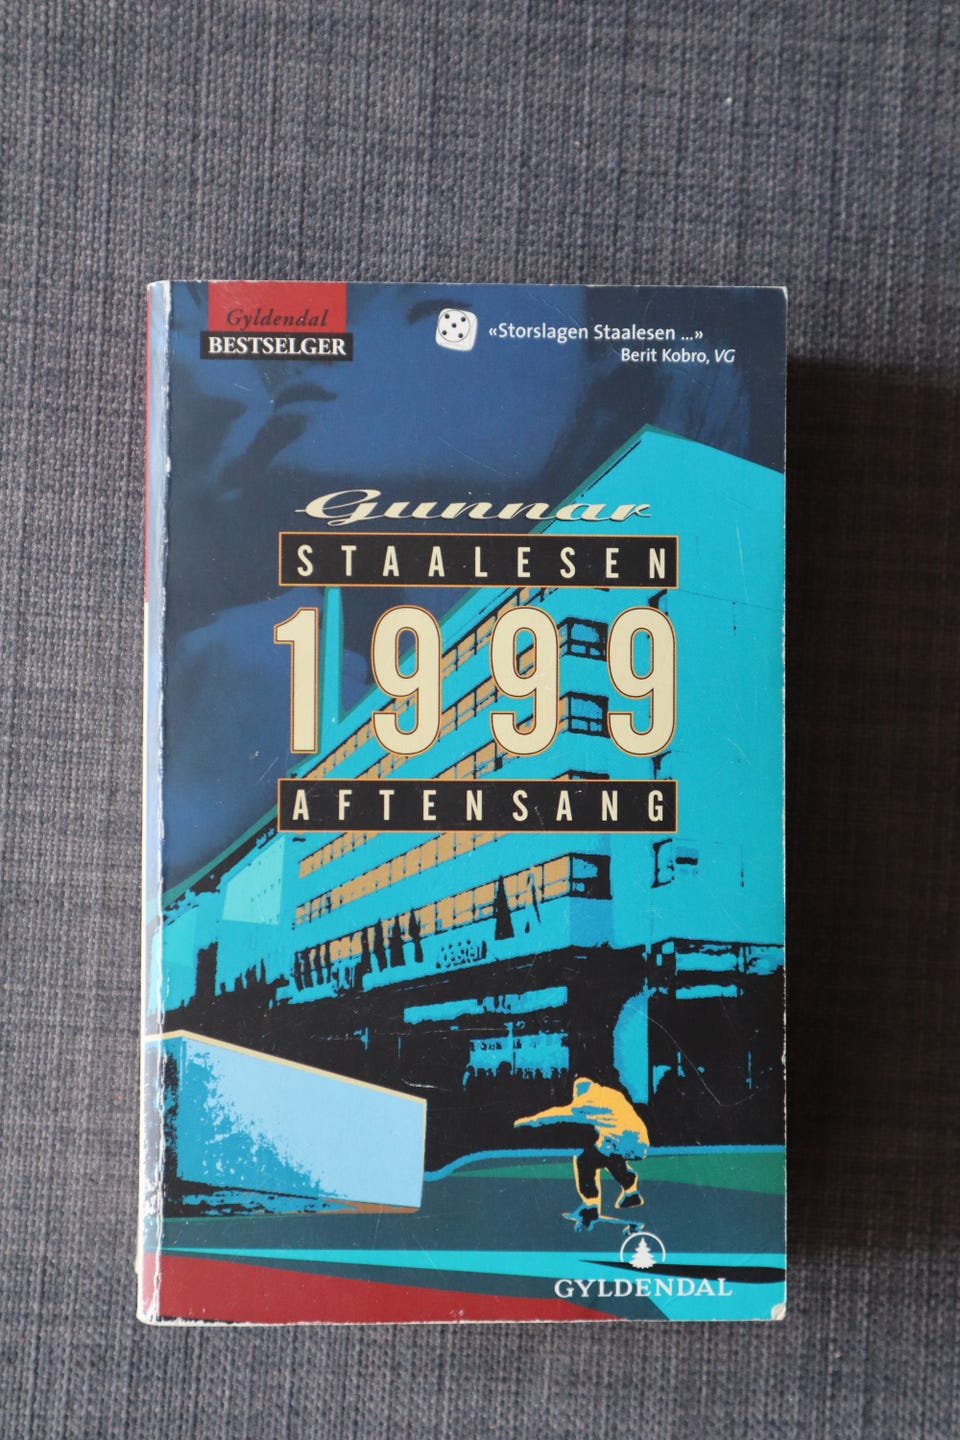 Gyldendal
BESTSELGER
«Storslagen Staalesen ...»
Berit Kobro, VG
Gunnar
STAALESEN
1999
AFTENSANG
GYLDENDAL